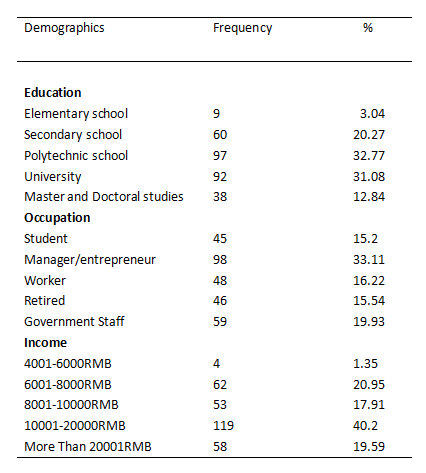 Demographics Frequency %
Education
Elementary school 9 3.04
Secondary school 60 20.27
Polytechnic school 97 32.77
University 92 31.08
Master and Doctoral studies 38 12.84
Occupation
Student 45 15.2
Manager/entrepreneur 98 33.11
Worker 48 16.22
Retired 46 15.54
Government Staff 59 19.93
Income
4001-6000RMB 4 1.35
6001-8000RMB 62 20.95
8001-10000RMB 53 17.91
10001-20000RMB 119 40.2
More Than 20001RMB 58 19.59